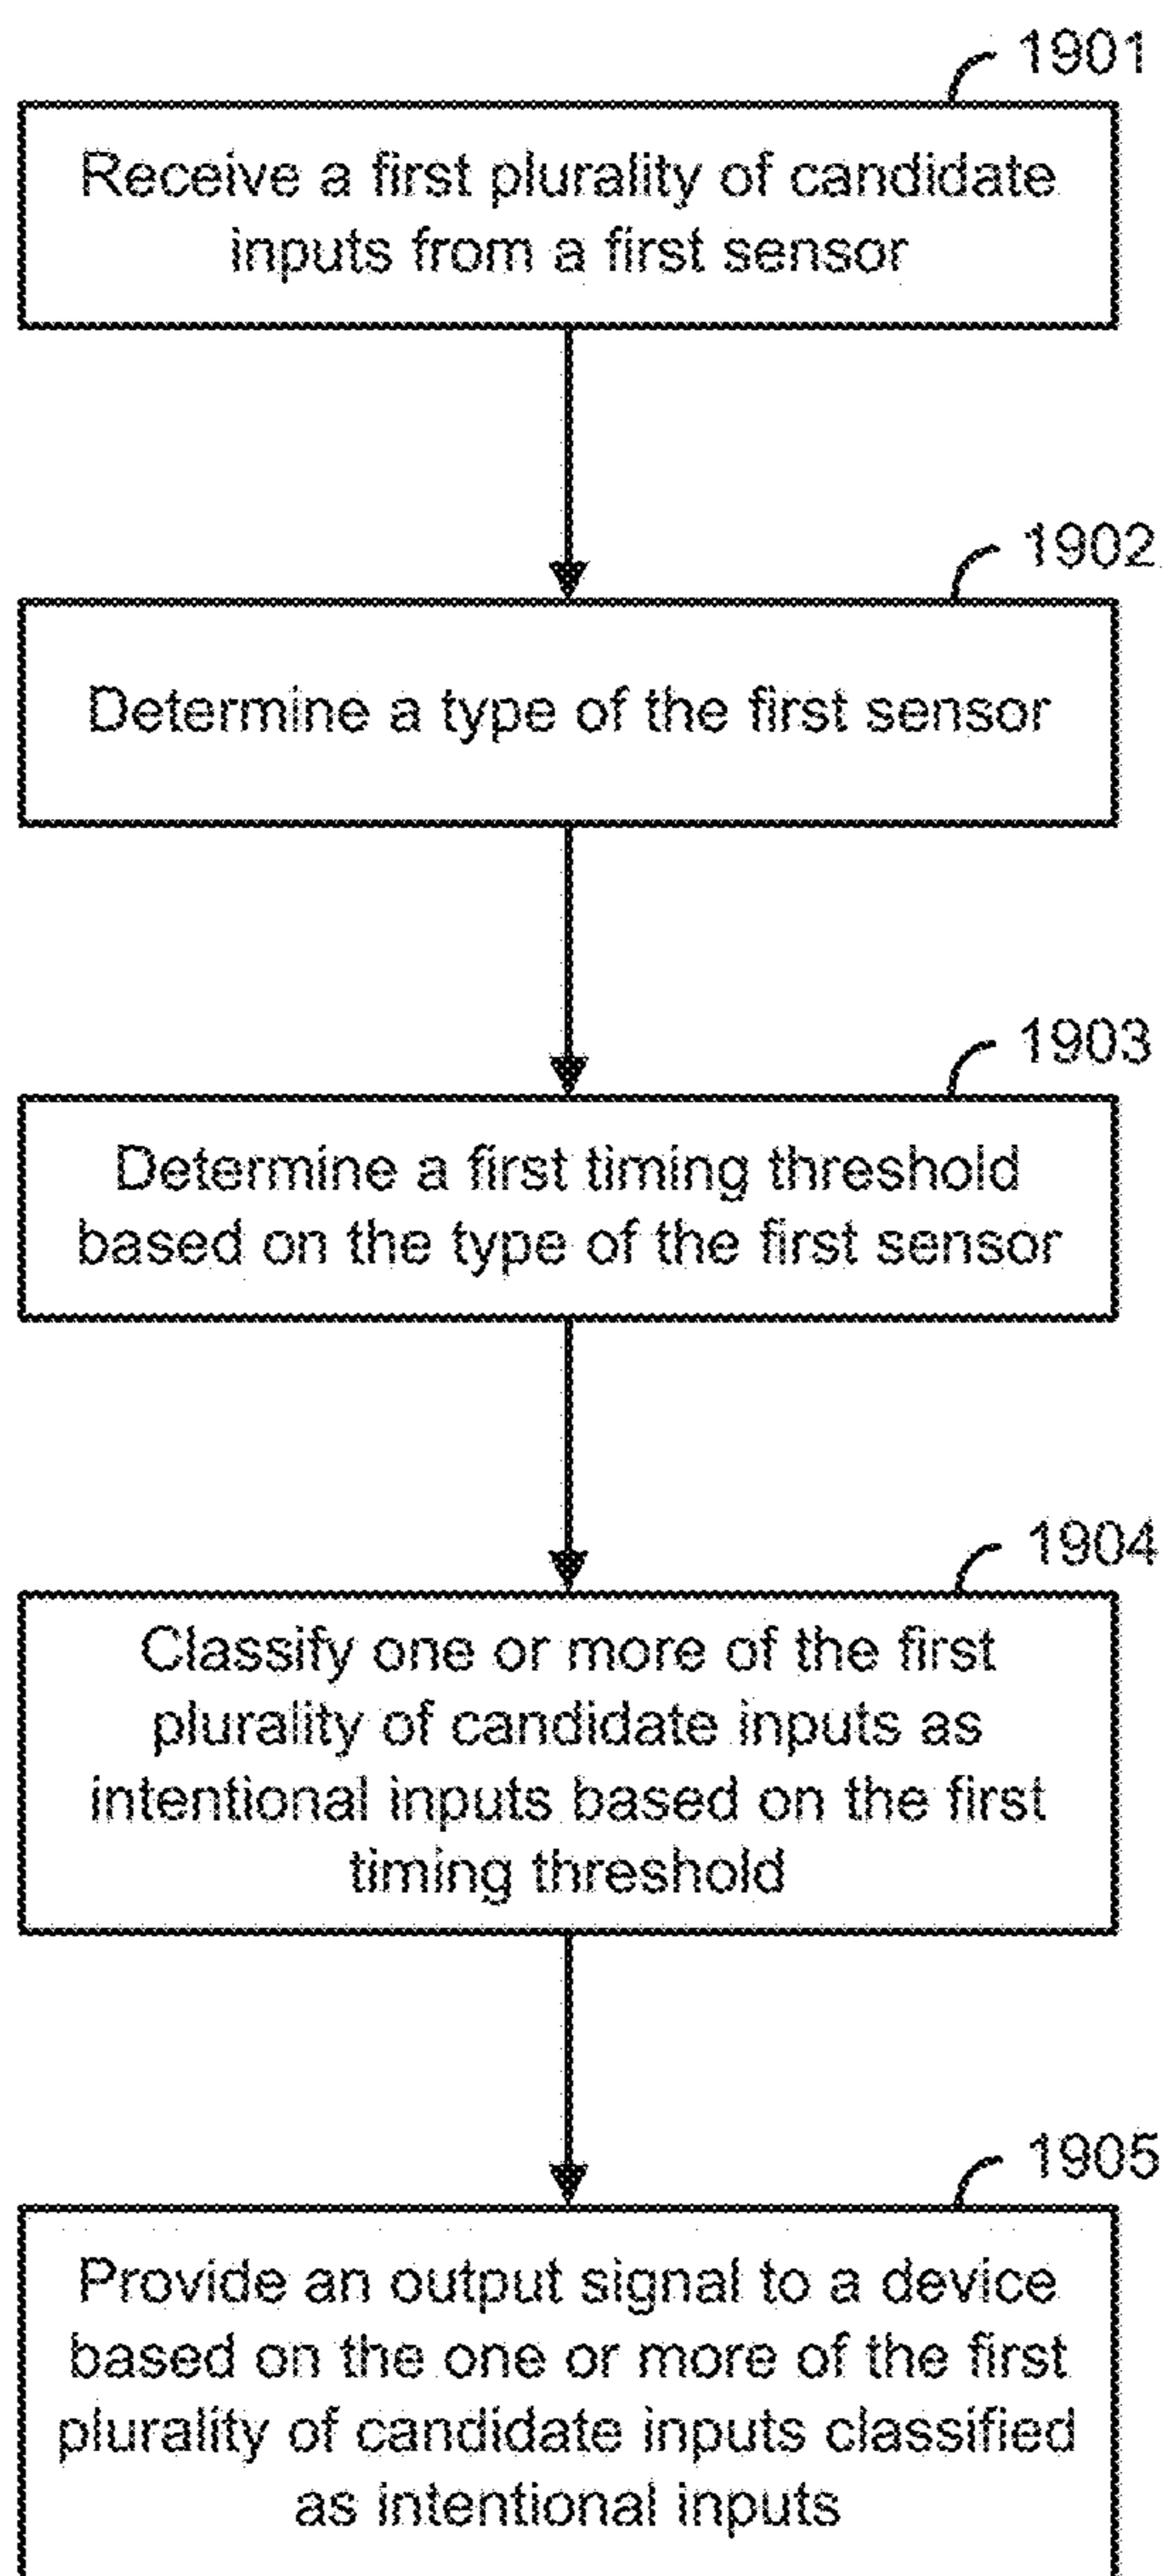 1901
Receive a first plurality of candidate
inputs from a first sensor
1902
Determine a type of the first sensor
1903
Determine a first timing threshold
based on the type of the first sensor
1904
Classify one or more of the first
plurality of candidate inputs as
intentional inputs based on the first
timing threshold
1905
Provide an output signal to a device
based on the one or more of the first
plurality of candidate inputs classified
as intentional inputs